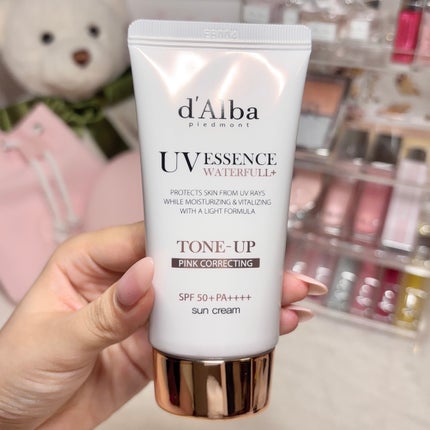 d'Alba
piedmont
UV ESSENCE
WATERFULL+
PROTECTS SKIN FROM UV RAYS
WHILE MOISTURIZING & VITALIZING
WITH A LIGHT FORMULA
TONE-UP
PINK CORRECTING
SPF 50+PA++++
sun cream